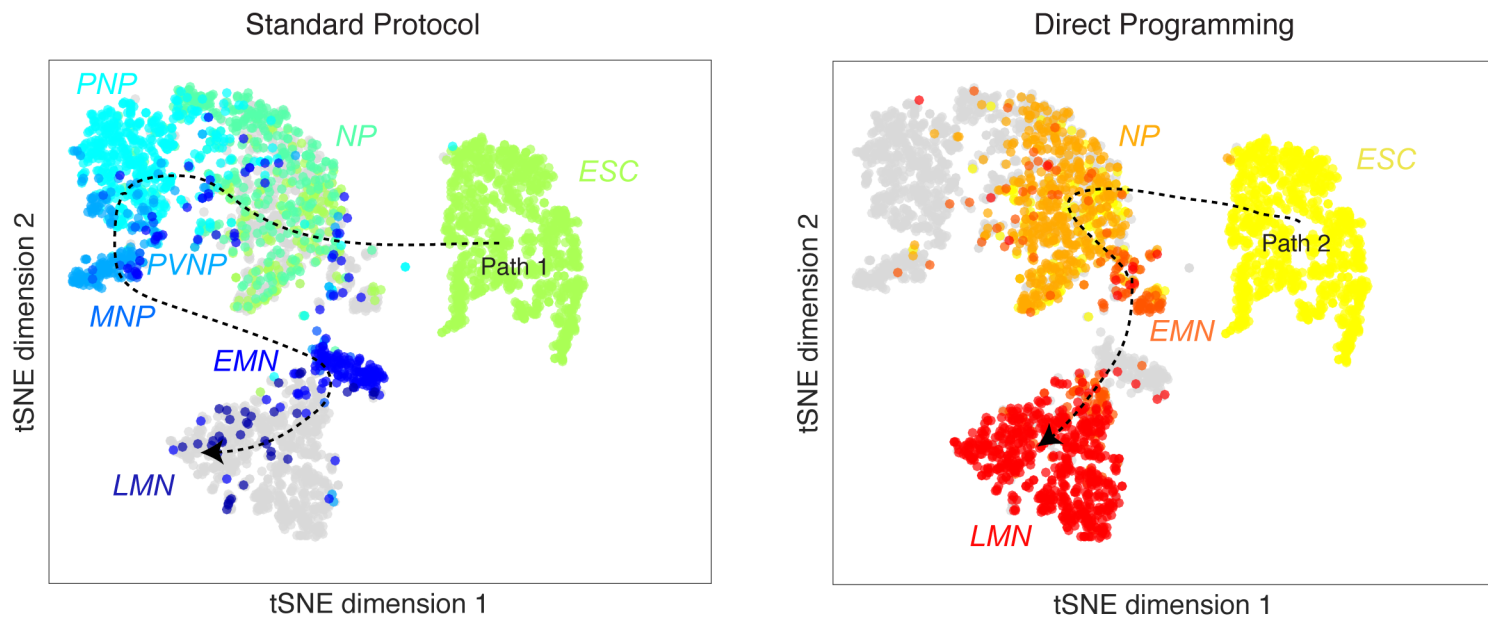 Standard Protocol
PNP
NP
ESC
Path 1
PVNP
MNP
EMN
LMN
tSNE dimension 2
tSNE dimension 1
Direct Programming
NP
ESC
Path 2
EMN
LMN
tSNE dimension 2
tSNE dimension 1